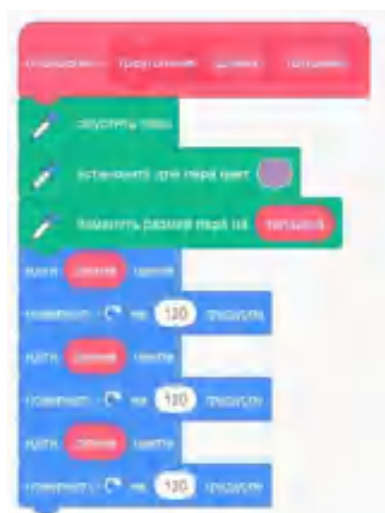 определить треугольник длина толщина
опустить перо
установить для пера цвет
изменить размер пера на толщина
идти длина шагов
повернуть на 120 градусов
идти длина шагов
повернуть на 120 градусов
идти длина шагов
повернуть на 120 градусов